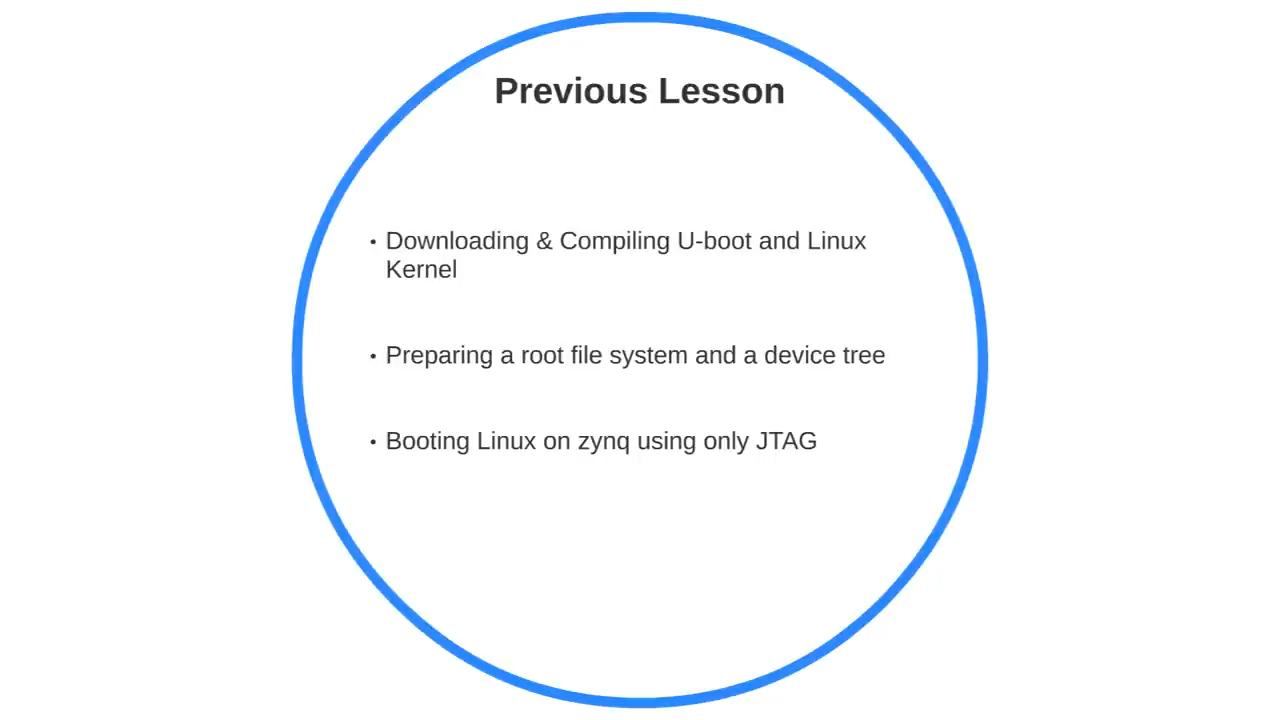 Previous Lesson
• Downloading & Compiling U-boot and Linux
Kernel
• Preparing a root file system and a device tree
• Booting Linux on zynq using only JTAG